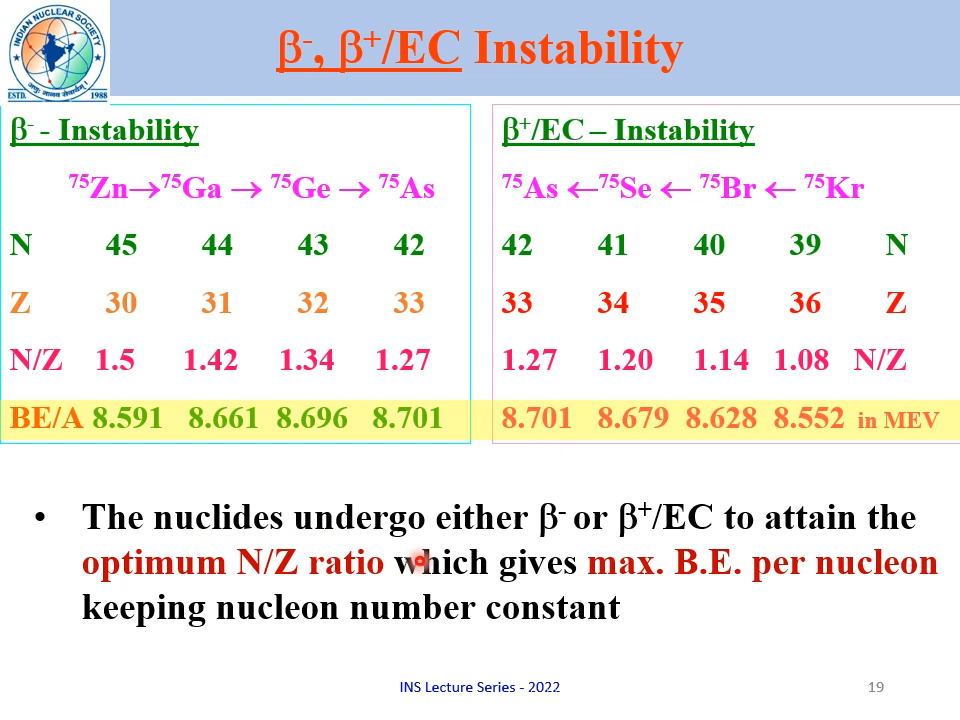 INDIAN NUCLEAR SOCIETY
ESTD. 1988
β-, β+/EC Instability
β- - Instability
75Zn→75Ga → 75Ge → 75As
N 45 44 43 42
Z 30 31 32 33
N/Z 1.5 1.42 1.34 1.27
BE/A 8.591 8.661 8.696 8.701
β+/EC – Instability
75As ←75Se ← 75Br ← 75Kr
42 41 40 39 N
33 34 35 36 Z
1.27 1.20 1.14 1.08 N/Z
8.701 8.679 8.628 8.552 in MEV
• The nuclides undergo either β- or β+/EC to attain the
optimum N/Z ratio which gives max. B.E. per nucleon
keeping nucleon number constant
INS Lecture Series - 2022
19